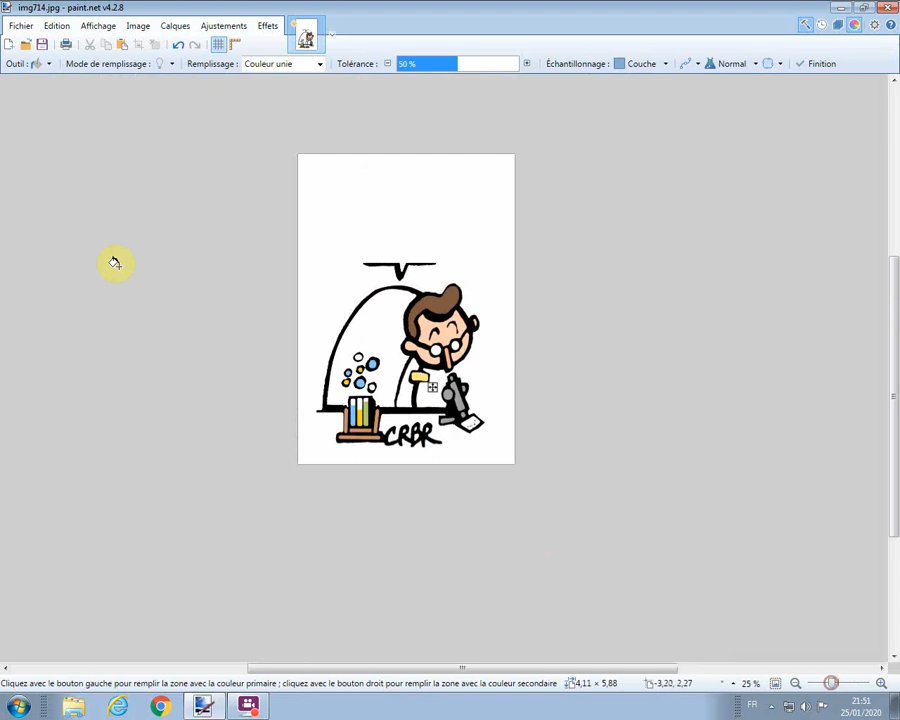 img714.jpg - paint.net v4.2.8
Fichier Edition Affichage Image Calques Ajustements Effets
Outil : Mode de remplissage : Remplissage : Couleur unie Tolérance : 50 % Échantillonnage : Couche Normal Finition
CRBR
Cliquez avec le bouton gauche pour remplir la zone avec la couleur primaire ; cliquez avec le bouton droit pour remplir la zone avec la couleur secondaire 4,11 × 5,88 -3,20, 2,27 " 25 %
FR 21:51
25/01/2020